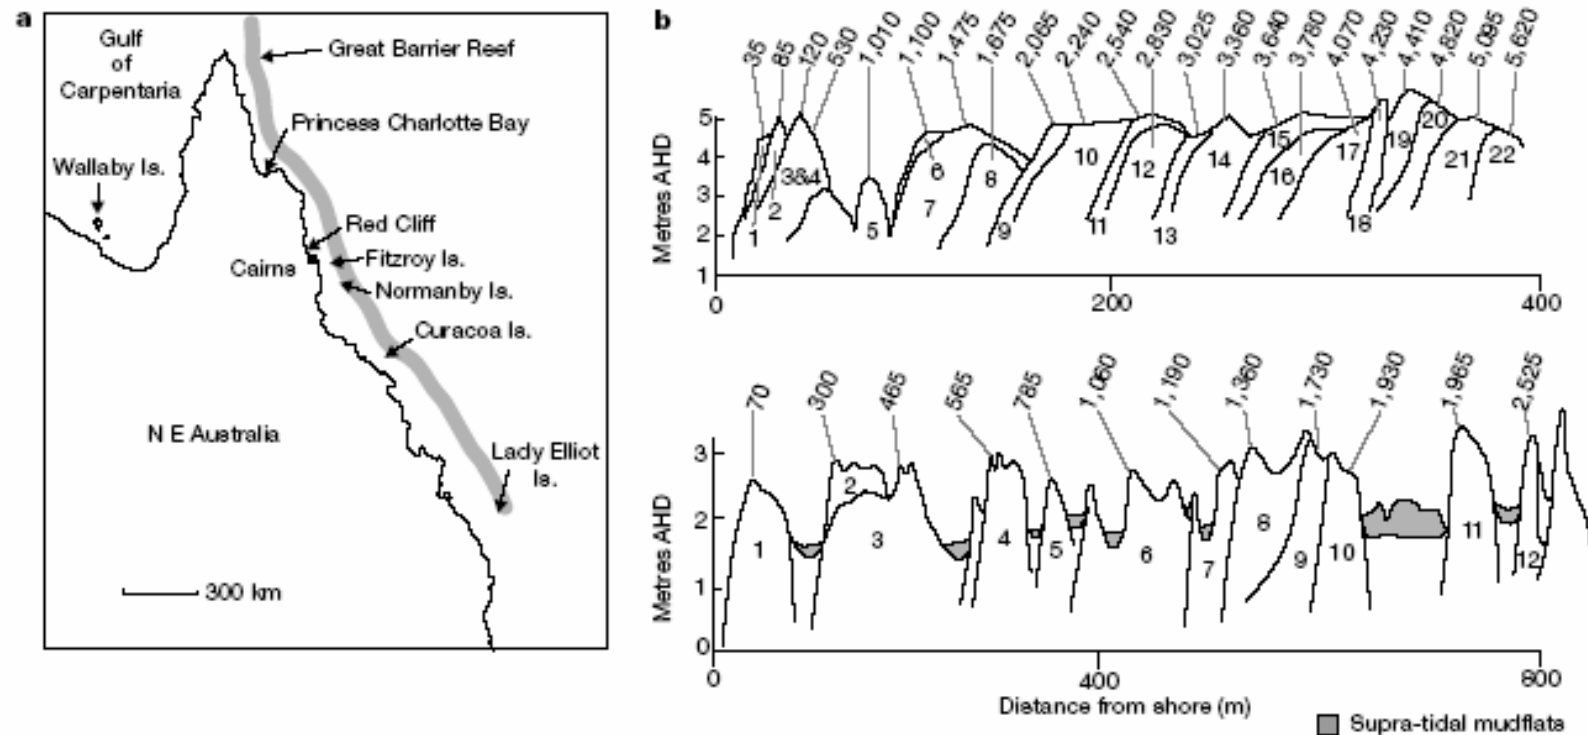 a
Gulf
of
Carpentaria
Great Barrier Reef
Princess Charlotte Bay
Wallaby Is.
Red Cliff
Cairns
Fitzroy Is.
Normanby Is.
Curacoa Is.
N E Australia
Lady Elliot
Is.
300 km
b
35 85 120 530 1,010 1,100 1,475 1,675 2,065 2,240 2,540 2,830 3,025 3,360 3,640 3,780 4,070 4,230 4,410 4,820 5,095 5,620
Metres AHD
5
4
3
2
1
1 2 3&4 5 6 7 8 9 10 11 12 13 14 15 16 17 18 19 20 21 22
0 200 400
70 300 465 565 785 1,060 1,190 1,360 1,730 1,930 1,965 2,525
Metres AHD
3
2
1
0
1 2 3 4 5 6 7 8 9 10 11 12
0 400 800
Distance from shore (m)
Supra-tidal mudflats